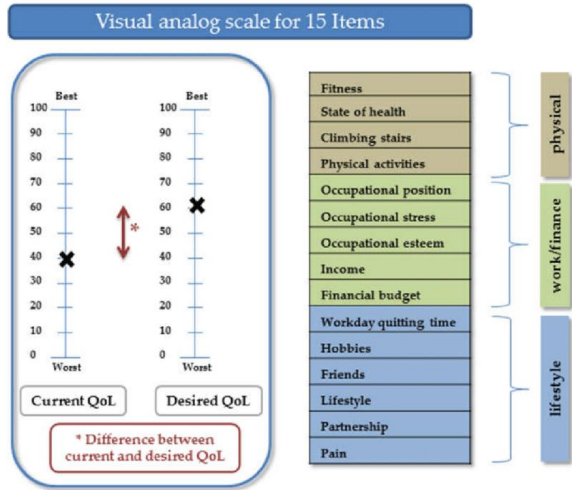 Visual analog scale for 15 Items
Best
100
90
80
70
60
50
40
30
20
10
0
Worst
Current QoL
*
Best
100
90
80
70
60
50
40
30
20
10
0
Worst
Desired QoL
* Difference between
current and desired QoL
Fitness
State of health
Climbing stairs
Physical activities
physical
Occupational position
Occupational stress
Occupational esteem
Income
Financial budget
work/finance
Workday quitting time
Hobbies
Friends
Lifestyle
Partnership
Pain
lifestyle